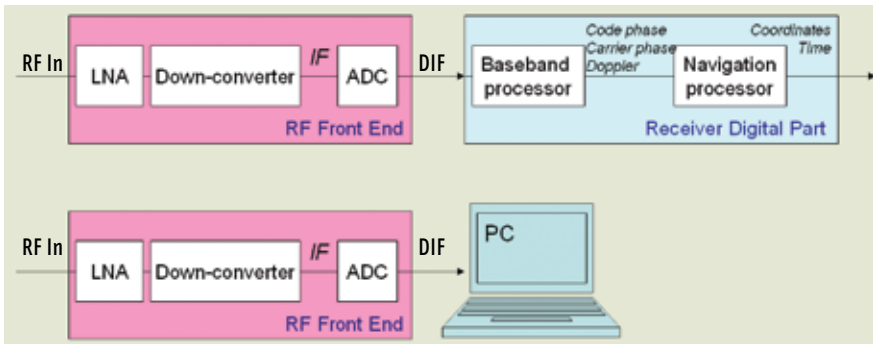 RF In
LNA
Down-converter
IF
ADC
RF Front End
DIF
Baseband
processor
Code phase
Carrier phase
Doppler
Navigation
processor
Coordinates
Time
Receiver Digital Part
RF In
LNA
Down-converter
IF
ADC
RF Front End
DIF
PC